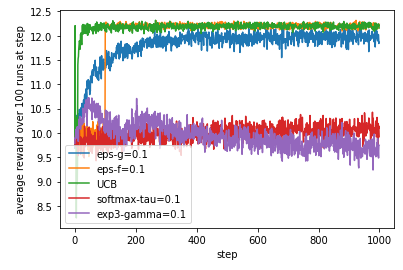 average reward over 100 runs at step
12.5
12.0
11.5
11.0
10.5
10.0
9.5
9.0
8.5
eps-g=0.1
eps-f=0.1
UCB
softmax-tau=0.1
exp3-gamma=0.1
0
200
400
600
800
1000
step